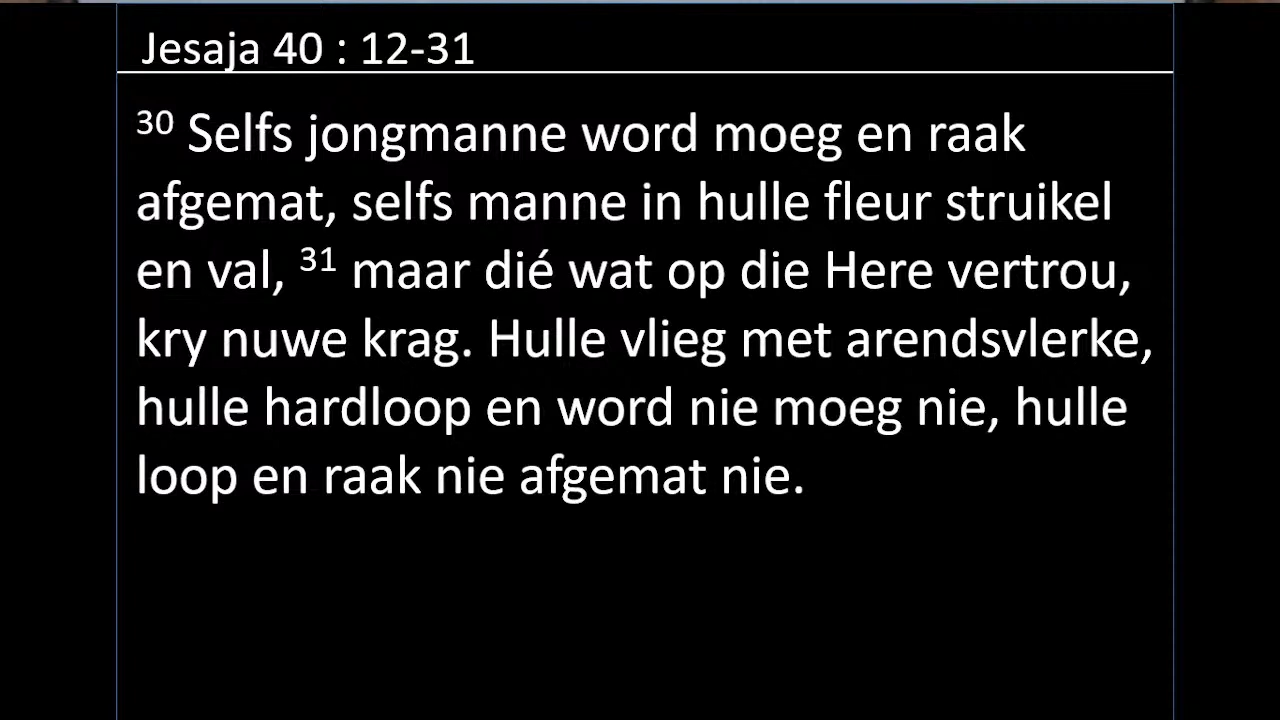 Jesaja 40 : 12-31
30 Selfs jongmanne word moeg en raak
afgemat, selfs manne in hulle fleur struikel
en val, 31 maar dié wat op die Here vertrou,
kry nuwe krag. Hulle vlieg met arendsvlerke,
hulle hardloop en word nie moeg nie, hulle
loop en raak nie afgemat nie.